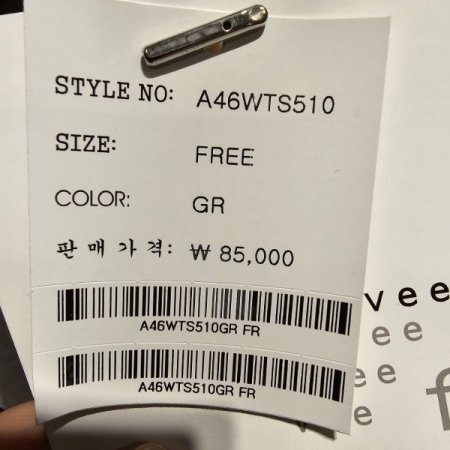 STYLE NO: A46WTS510
SIZE: FREE
COLOR: GR
판매가격: ₩ 85,000
A46WTS510GR FR
A46WTS510GR FR
vee
ee
ee
f